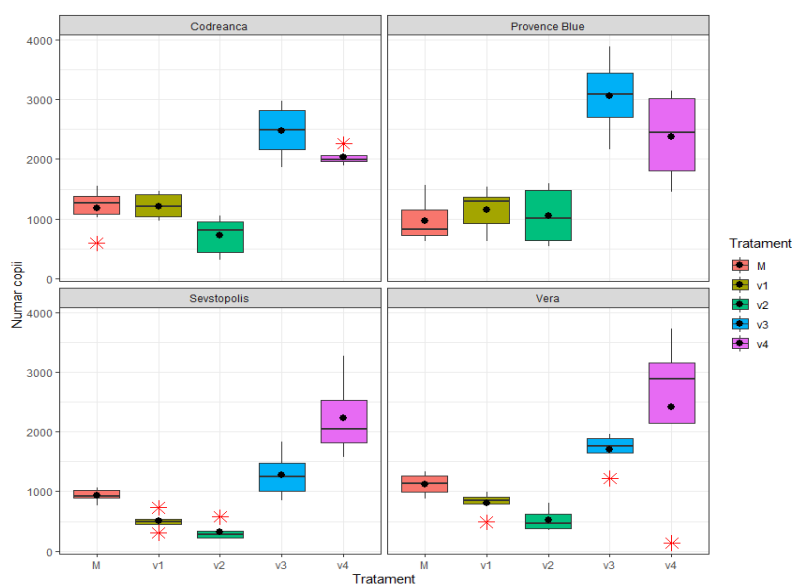 Codreanca
Provence Blue
4000
3000
2000
1000
0
Sevstopolis
Vera
4000
3000
2000
1000
0
M v1 v2 v3 v4
M v1 v2 v3 v4
Tratament
Numar copii
Tratament
M
v1
v2
v3
v4